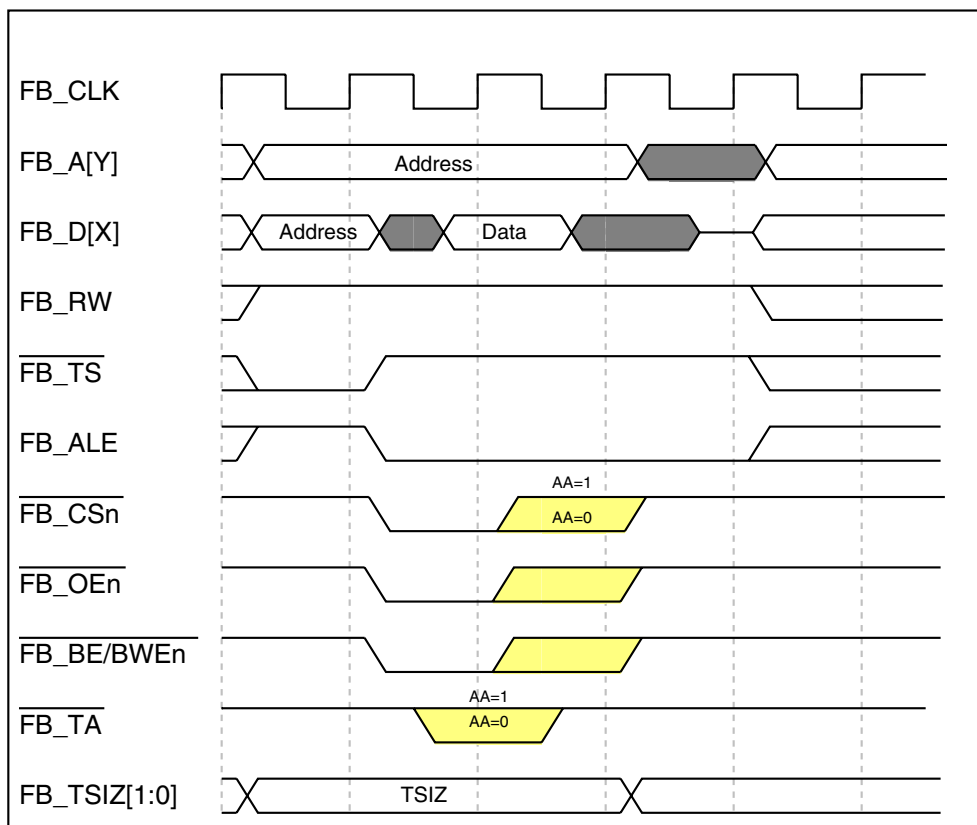 FB_CLK
FB_A[Y]
Address
FB_D[X]
Address
Data
FB_RW
FB_TS
FB_ALE
AA=1
FB_CSn
AA=0
FB_OEn
FB_BE/BWEn
AA=1
FB_TA
AA=0
FB_TSIZ[1:0]
TSIZ